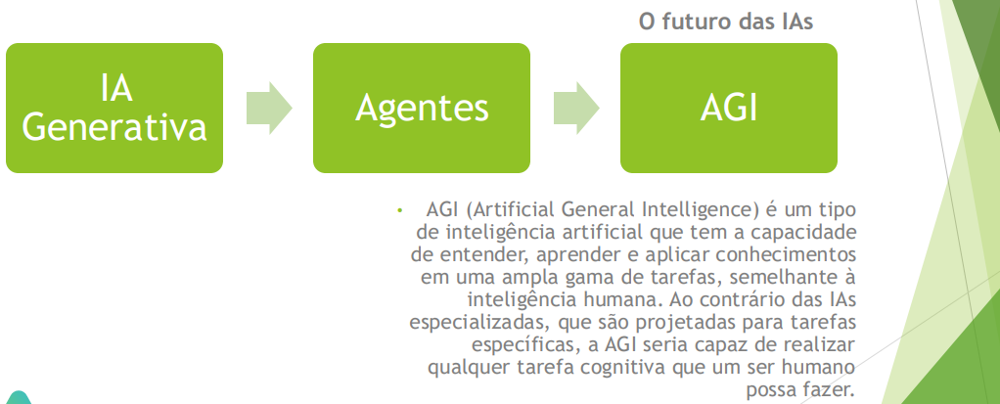 O futuro das IAs
IA
Generativa
Agentes
AGI
• AGI (Artificial General Intelligence) é um tipo
de inteligência artificial que tem a capacidade
de entender, aprender e aplicar conhecimentos
em uma ampla gama de tarefas, semelhante à
inteligência humana. Ao contrário das IAs
especializadas, que são projetadas para tarefas
específicas, a AGI seria capaz de realizar
qualquer tarefa cognitiva que um ser humano
possa fazer.